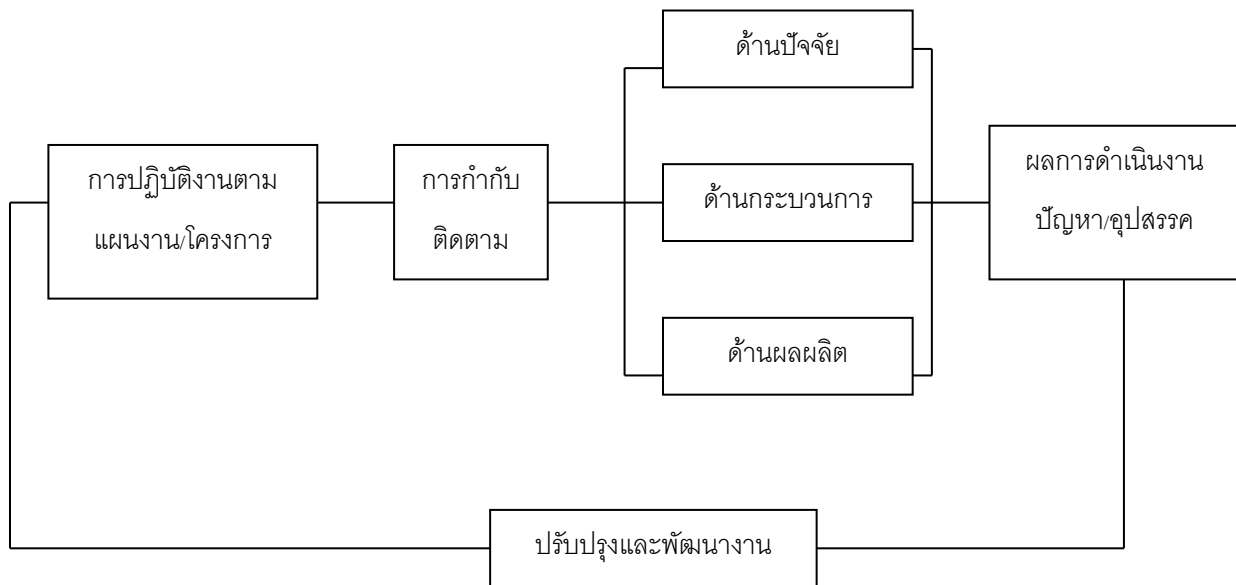 การปฏิบัติงานตาม
แผนงาน/โครงการ
การกำกับ
ติดตาม
ด้านปัจจัย
ด้านกระบวนการ
ด้านผลผลิต
ผลการดำเนินงาน
ปัญหา/อุปสรรค
ปรับปรุงและพัฒนางาน